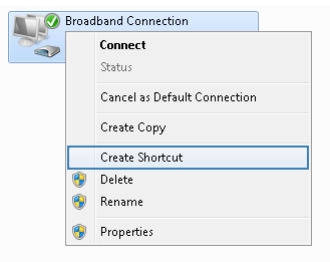 Broadband Connection
Connect
Status
Cancel as Default Connection
Create Copy
Create Shortcut
Delete
Rename
Properties